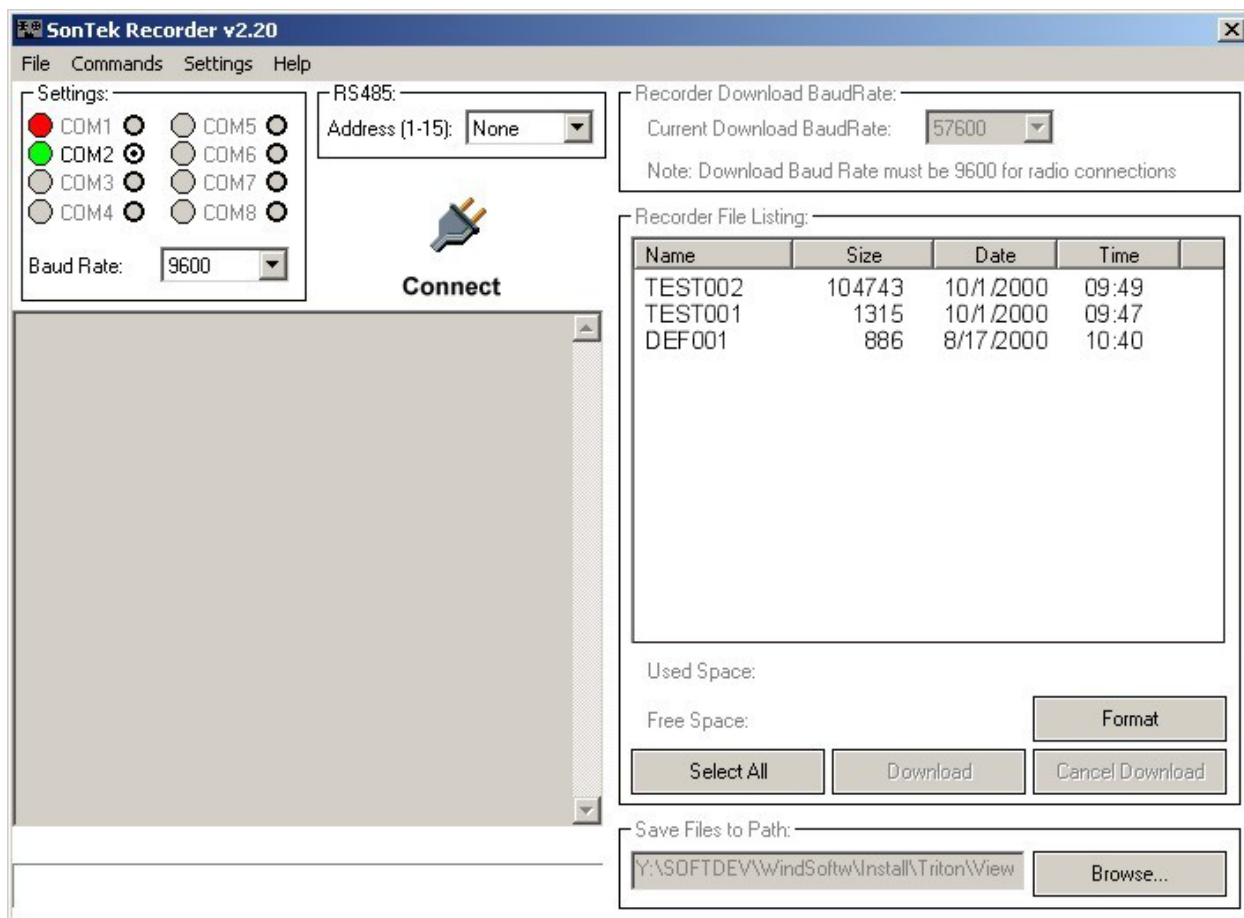 SonTek Recorder v2.20
File Commands Settings Help
Settings:
COM1 COM5
COM2 COM6
COM3 COM7
COM4 COM8
Baud Rate: 9600
RS485:
Address (1-15): None
Connect
Recorder Download BaudRate:
Current Download BaudRate: 57600
Note: Download Baud Rate must be 9600 for radio connections
Recorder File Listing:
Name Size Date Time
TEST002 104743 10/1/2000 09:49
TEST001 1315 10/1/2000 09:47
DEF001 886 8/17/2000 10:40
Used Space:
Free Space:
Format
Select All Download Cancel Download
Save Files to Path:
Y:\SOFTDEV\WindSoftw\Install\Triton\View
Browse...